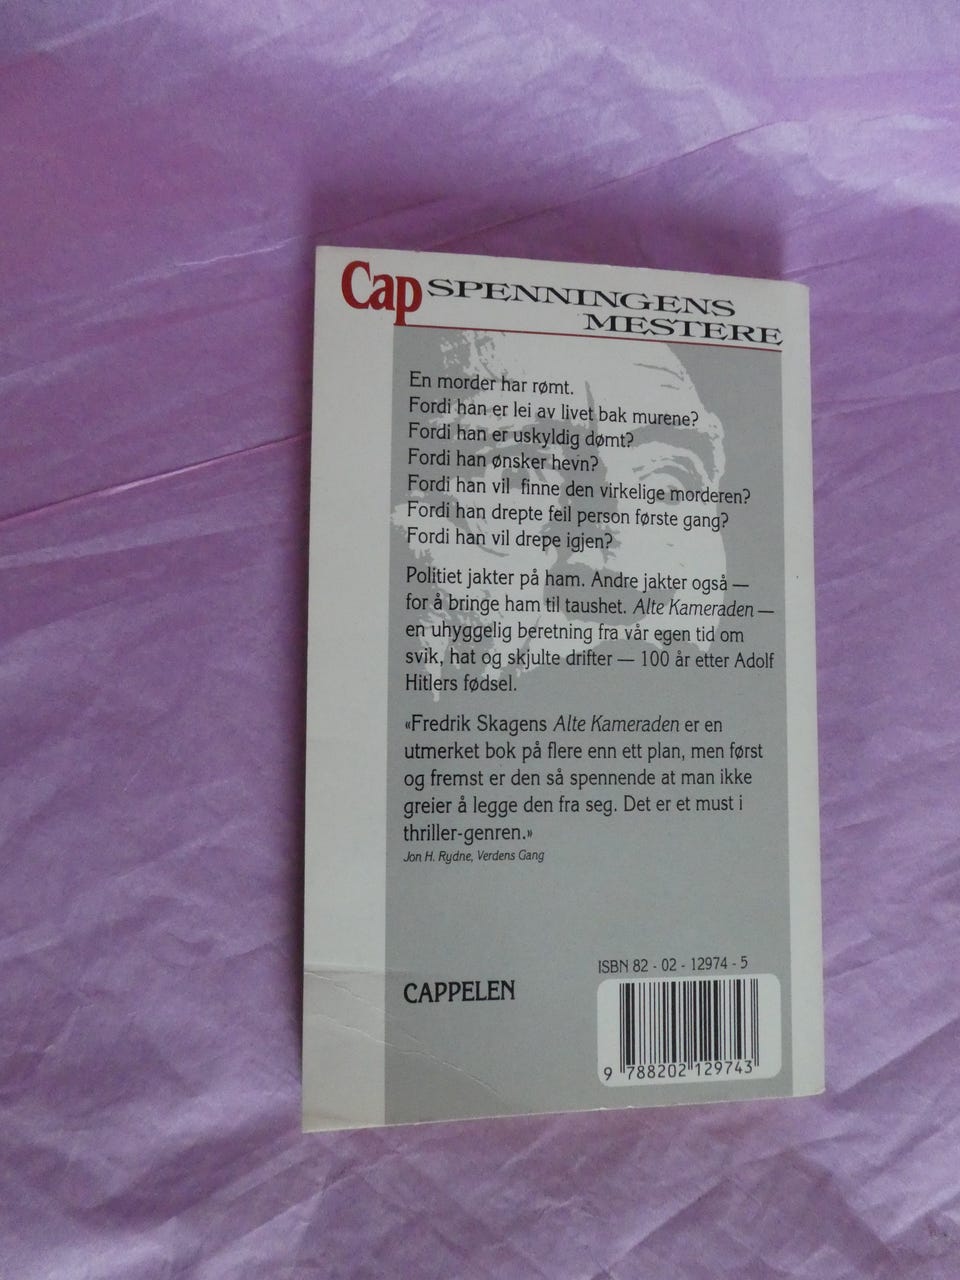 Cap SPENNINGENS
MESTERE
En morder har rømt.
Fordi han er lei av livet bak murene?
Fordi han er uskyldig dømt?
Fordi han ønsker hevn?
Fordi han vil finne den virkelige morderen?
Fordi han drepte feil person første gang?
Fordi han vil drepe igjen?
Politiet jakter på ham. Andre jakter også —
for å bringe ham til taushet. Alte Kameraden —
en uhyggelig beretning fra vår egen tid om
svik, hat og skjulte drifter — 100 år etter Adolf
Hitlers fødsel.
«Fredrik Skagens Alte Kameraden er en
utmerket bok på flere enn ett plan, men først
og fremst er den så spennende at man ikke
greier å legge den fra seg. Det er et must i
thriller-genren.»
Jon H. Rydne, Verdens Gang
ISBN 82 - 02 - 12974 - 5
CAPPELEN
9 788202 129743